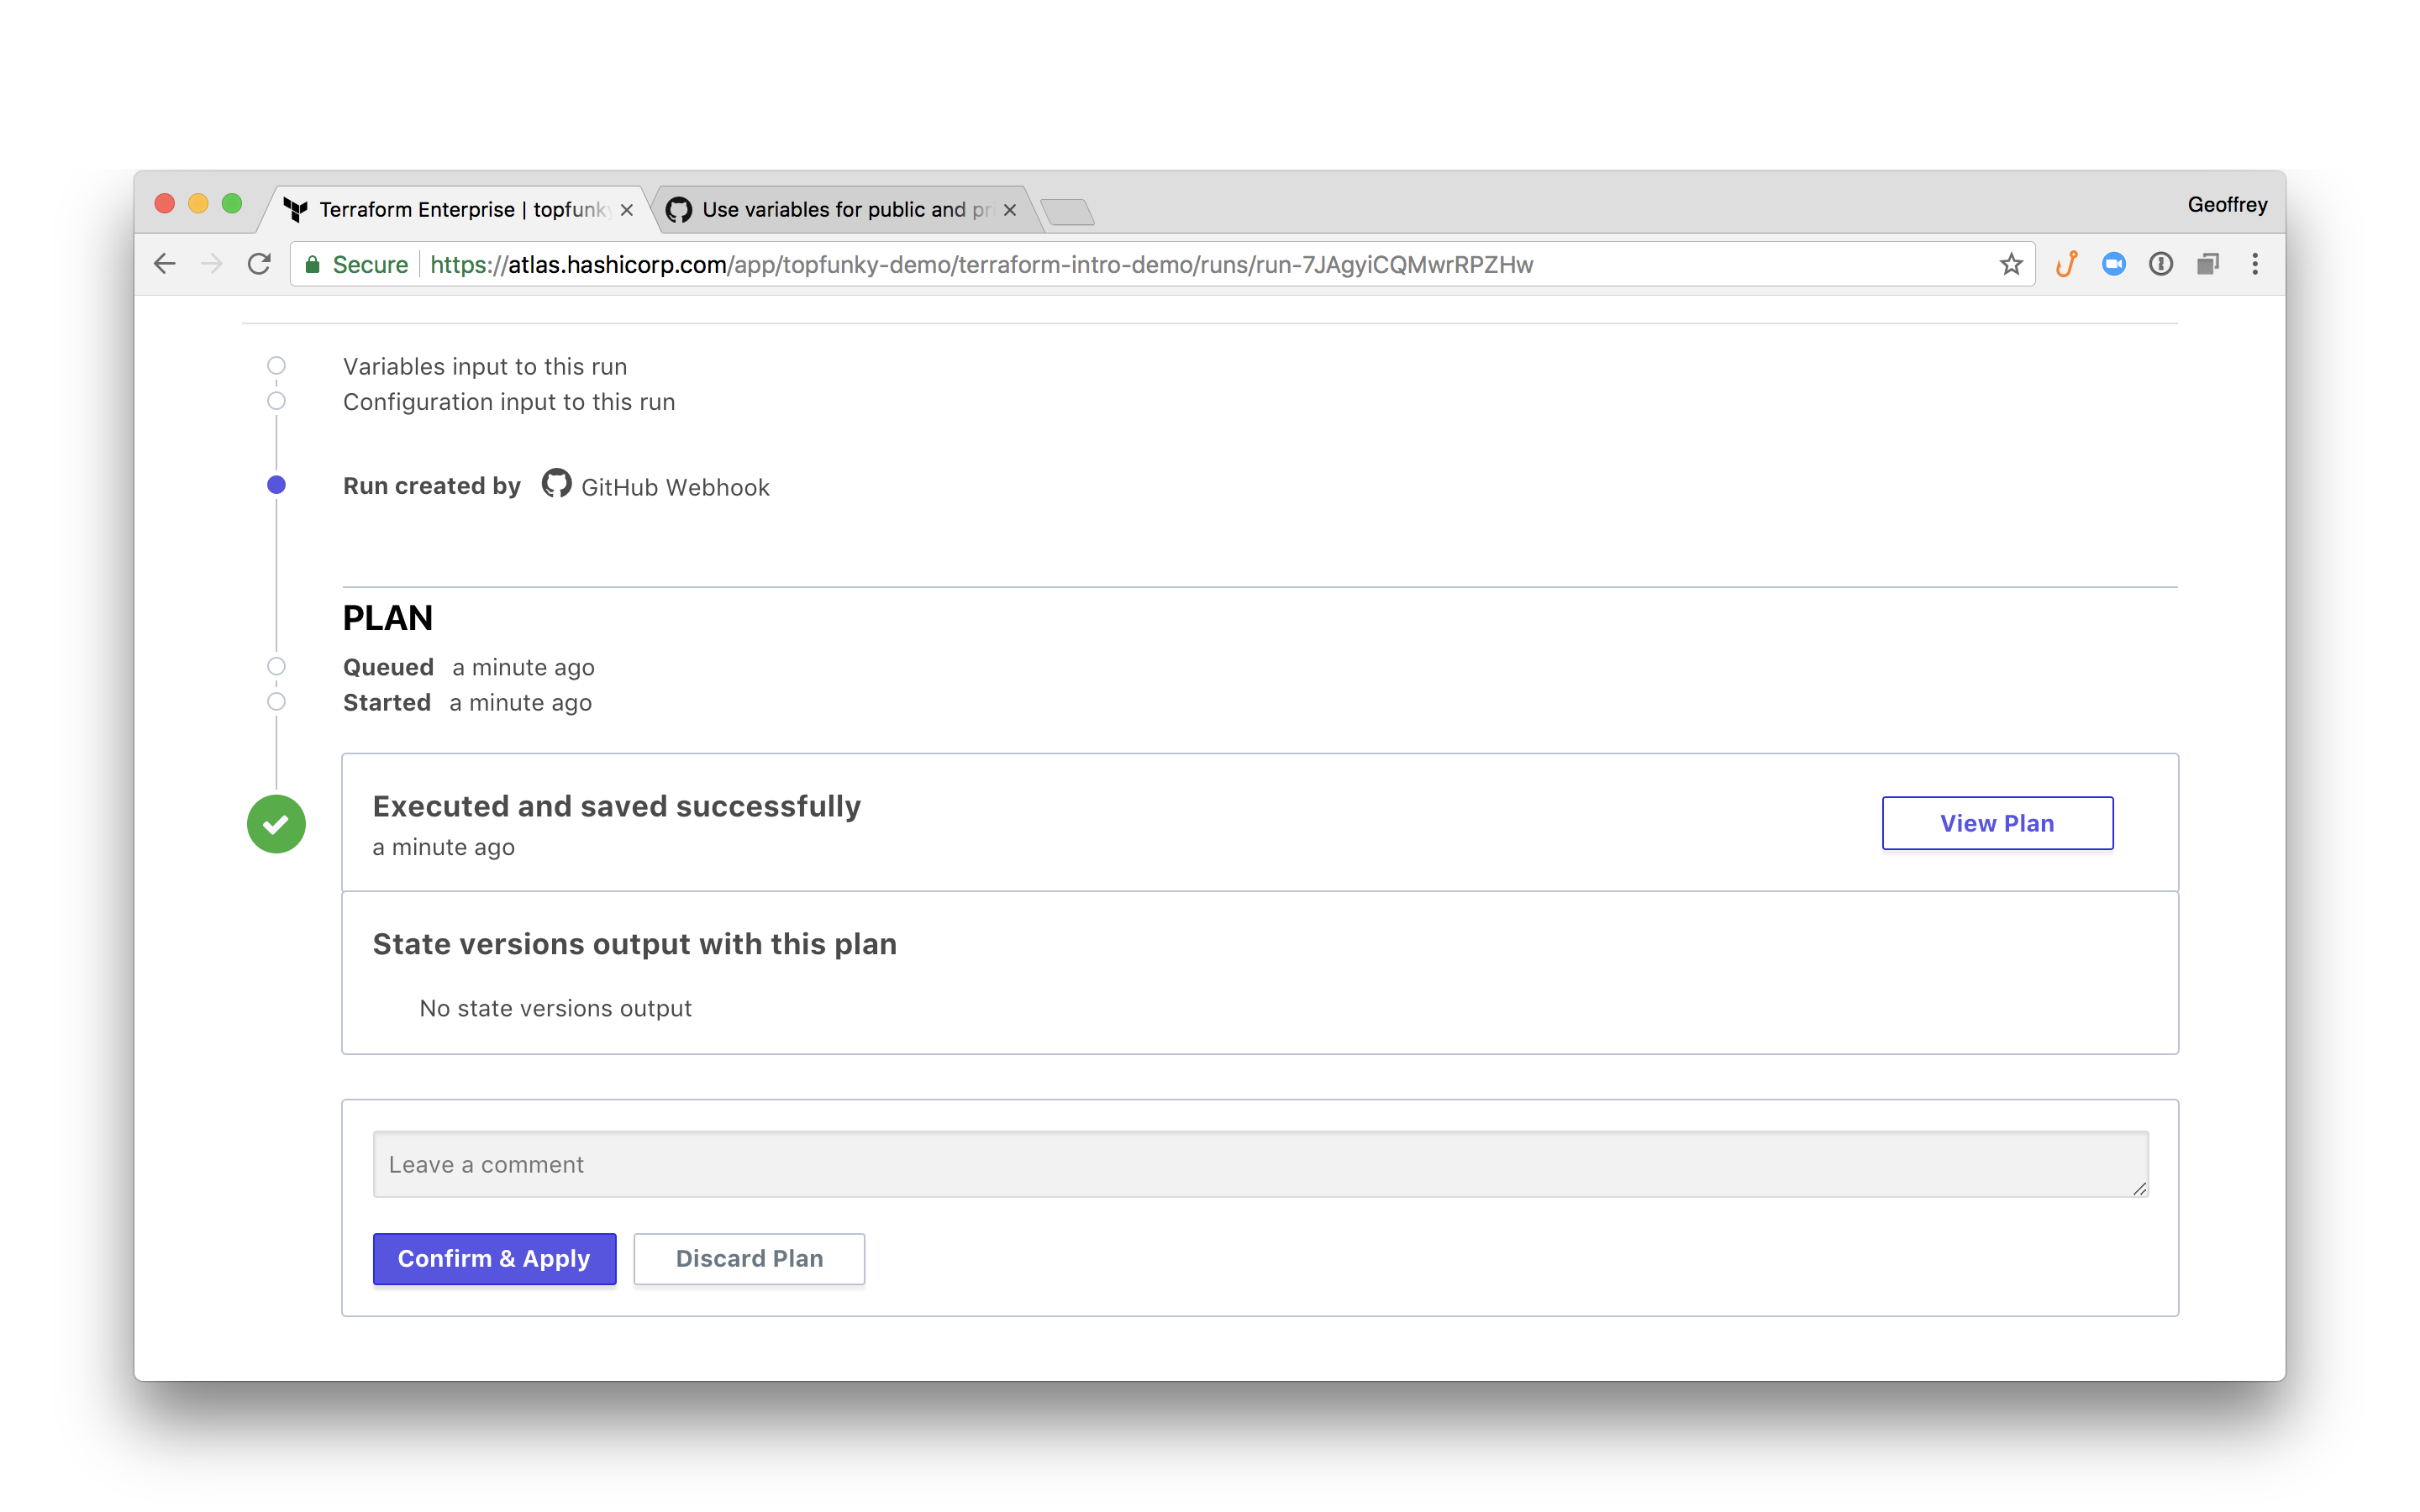 Terraform Enterprise | topfunky
Use variables for public and pr
Geoffrey
Secure https://atlas.hashicorp.com/app/topfunky-demo/terraform-intro-demo/runs/run-7JAgyiCQMwrRPZHw
Variables input to this run
Configuration input to this run
Run created by GitHub Webhook
PLAN
Queued a minute ago
Started a minute ago
Executed and saved successfully
View Plan
a minute ago
State versions output with this plan
No state versions output
Leave a comment
Confirm & Apply
Discard Plan